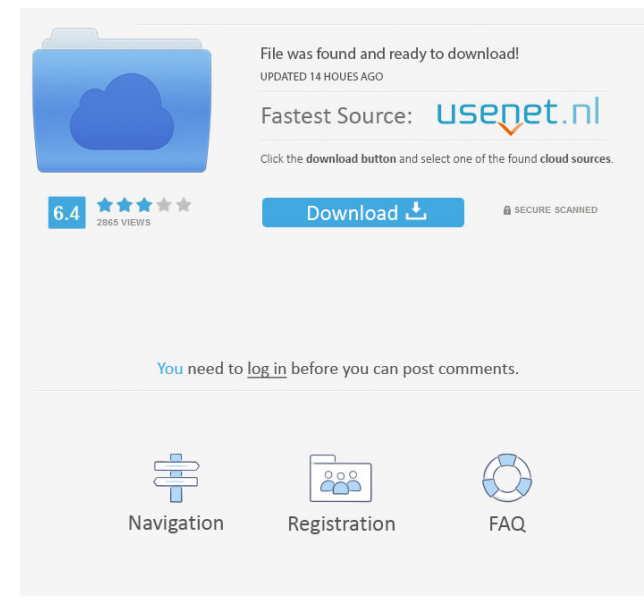 File was found and ready to download!
UPDATED 14 HOUES AGO
Fastest Source: usenet.nl
Click the download button and select one of the found cloud sources.
6.4
2865 VIEWS
Download
SECURE SCANNED
You need to log in before you can post comments.
Navigation
Registration
FAQ